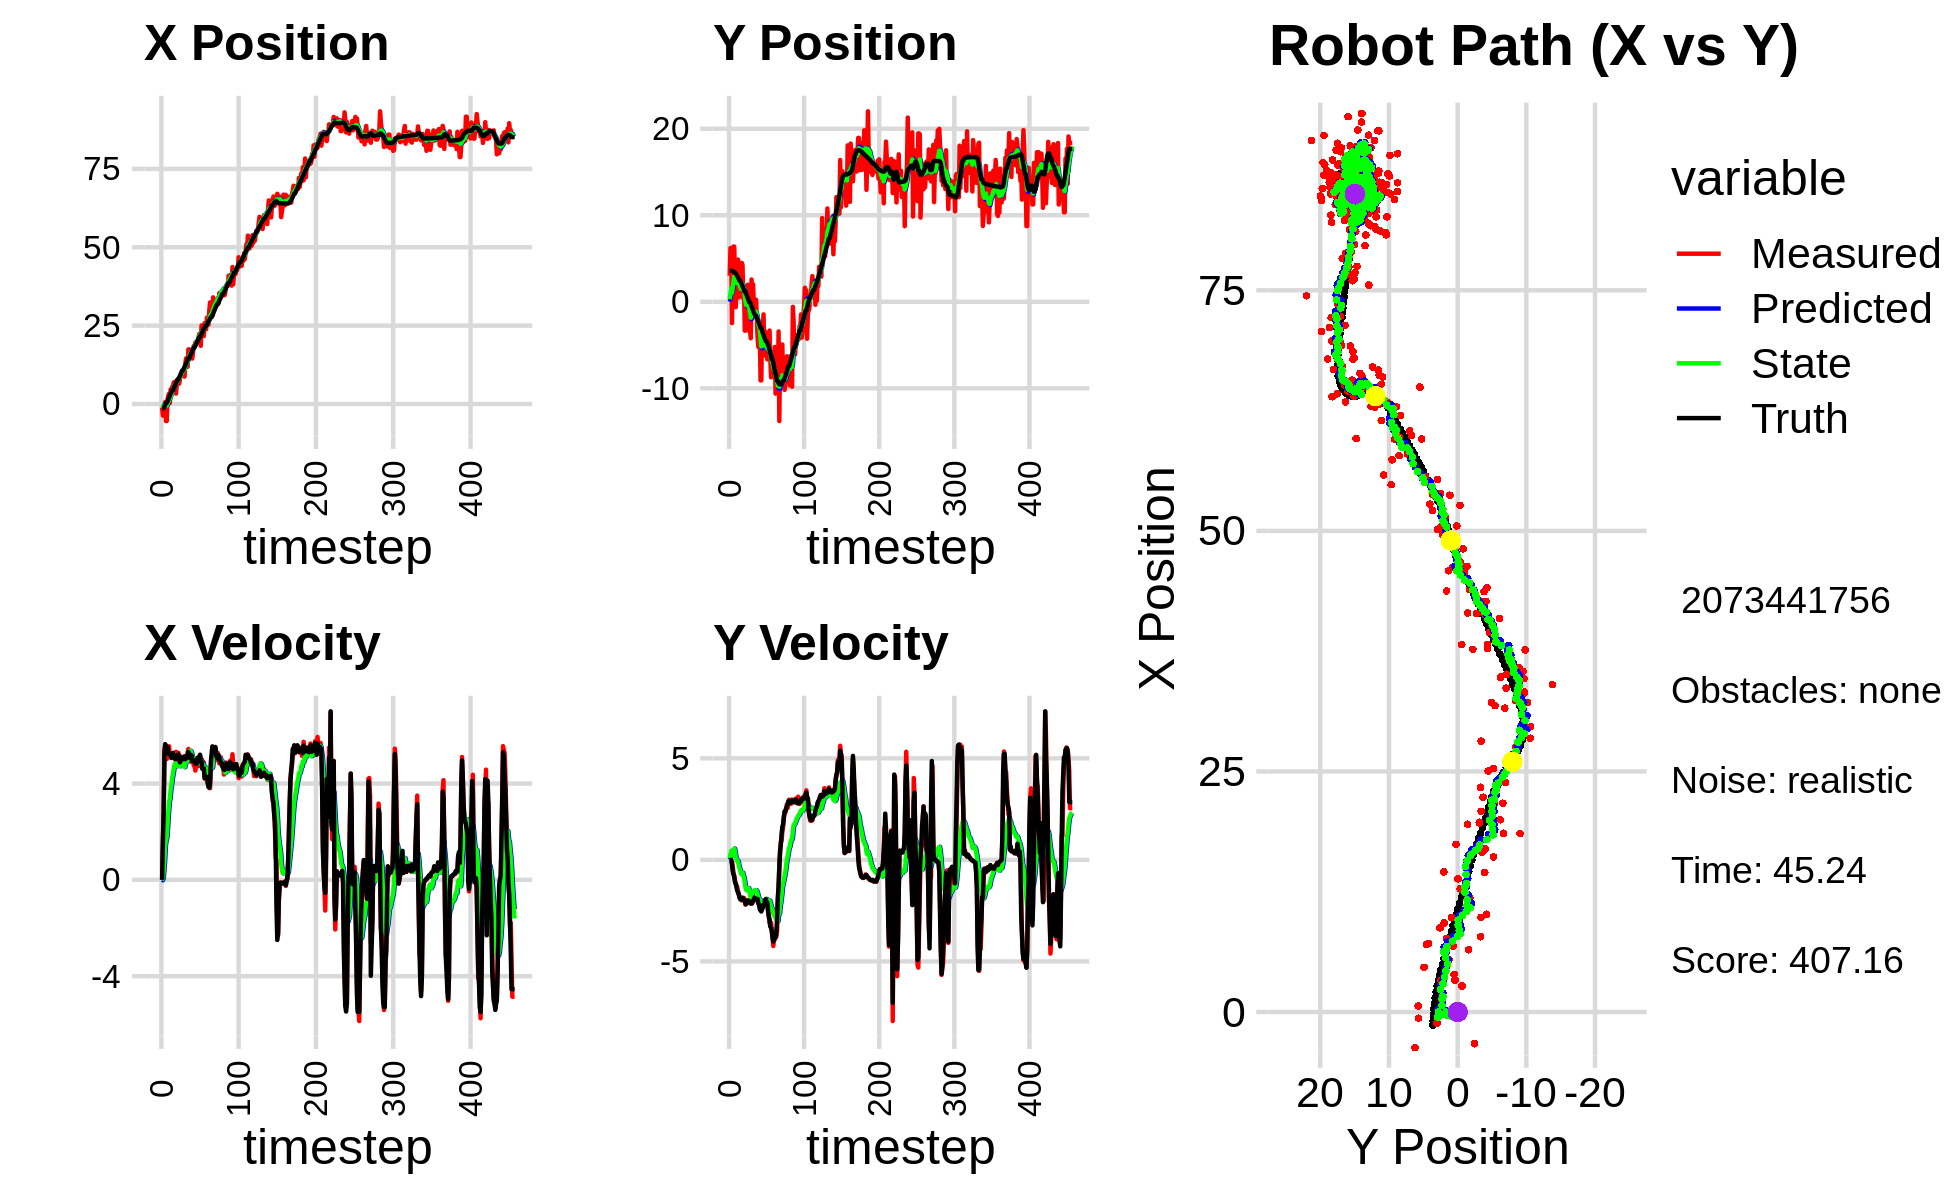 X Position
75
50
25
0
0
100
200
300
400
timestep
Y Position
20
10
0
-10
0
100
200
300
400
timestep
X Velocity
4
0
-4
0
100
200
300
400
timestep
Y Velocity
5
0
-5
0
100
200
300
400
timestep
Robot Path (X vs Y)
X Position
75
50
25
0
20 10 0 -10 -20
Y Position
variable
Measured
Predicted
State
Truth
2073441756
Obstacles: none
Noise: realistic
Time: 45.24
Score: 407.16